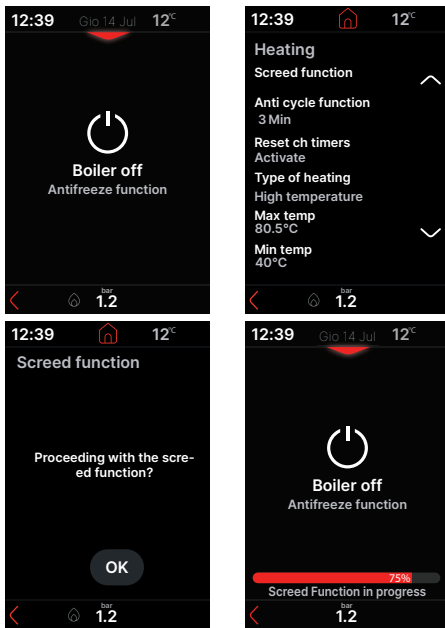 12:39 Gio 14 Jul 12°C
Boiler off
Antifreeze function
bar
1.2
12:39 12°C
Heating
Screed function
Anti cycle function
3 Min
Reset ch timers
Activate
Type of heating
High temperature
Max temp
80.5°C
Min temp
40°C
bar
1.2
12:39 12°C
Screed function
Proceeding with the scre-
ed function?
OK
bar
1.2
12:39 Gio 14 Jul 12°C
Boiler off
Antifreeze function
75%
Screed Function in progress
bar
1.2